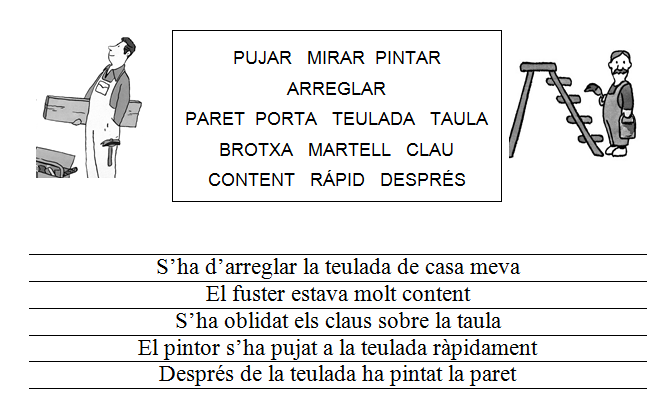 PUJAR MIRAR PINTAR
ARREGLAR
PARET PORTA TEULADA TAULA
BROTXA MARTELL CLAU
CONTENT RÁPID DESPRÉS
S’ha d’arreglar la teulada de casa meva
El fuster estava molt content
S’ha oblidat els claus sobre la taula
El pintor s’ha pujat a la teulada ràpidament
Després de la teulada ha pintat la paret